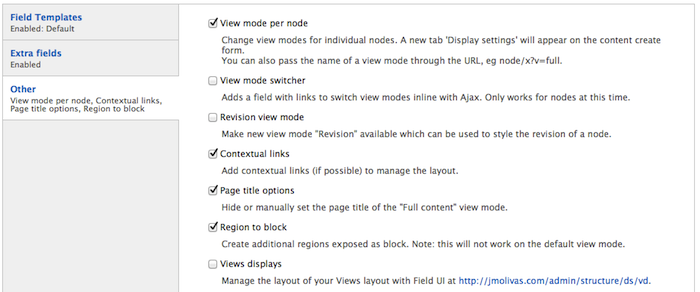 Field Templates
Enabled: Default
Extra fields
Enabled
Other
View mode per node, Contextual links,
Page title options, Region to block
View mode per node
Change view modes for individual nodes. A new tab 'Display settings' will appear on the content create
form.
You can also pass the name of a view mode through the URL, eg node/x?v=full.
View mode switcher
Adds a field with links to switch view modes inline with Ajax. Only works for nodes at this time.
Revision view mode
Make new view mode "Revision" available which can be used to style the revision of a node.
Contextual links
Add contextual links (if possible) to manage the layout.
Page title options
Hide or manually set the page title of the "Full content" view mode.
Region to block
Create additional regions exposed as block. Note: this will not work on the default view mode.
Views displays
Manage the layout of your Views layout with Field UI at http://jmolivas.com/admin/structure/ds/vd.